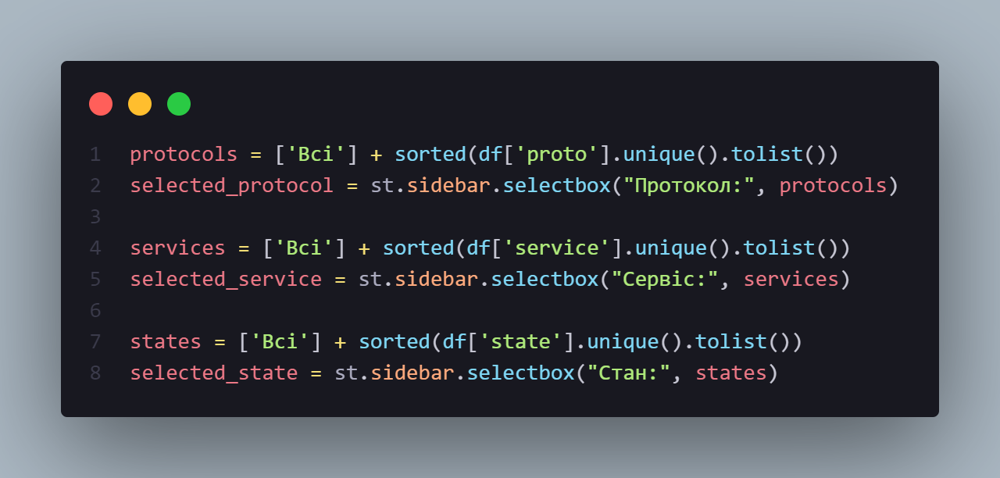 1 protocols = ['Всі'] + sorted(df['proto'].unique().tolist())
2 selected_protocol = st.sidebar.selectbox("Протокол:", protocols)
3
4 services = ['Всі'] + sorted(df['service'].unique().tolist())
5 selected_service = st.sidebar.selectbox("Сервіс:", services)
6
7 states = ['Всі'] + sorted(df['state'].unique().tolist())
8 selected_state = st.sidebar.selectbox("Стан:", states)